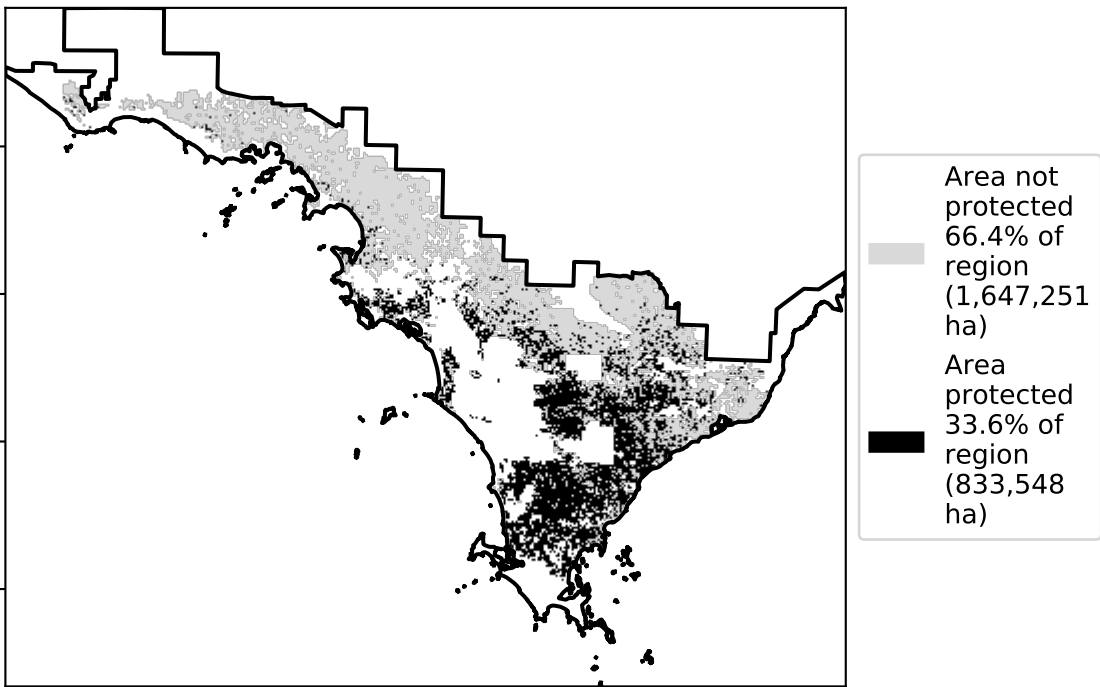 Area not
protected
66.4% of
region
(1,647,251
ha)
Area
protected
33.6% of
region
(833,548
ha)